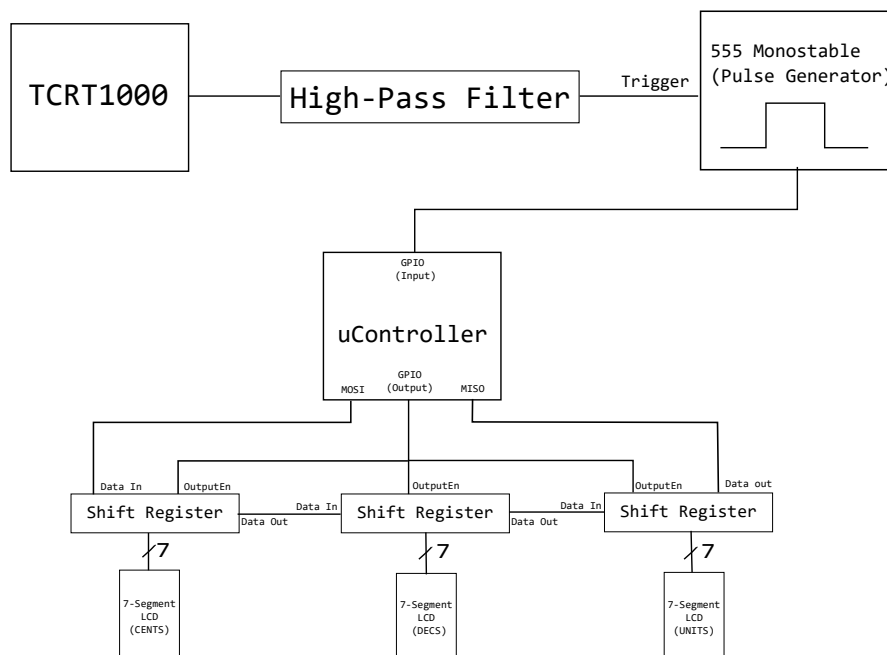 TCRT1000
High-Pass Filter
Trigger
555 Monostable
(Pulse Generator)
GPIO
(Input)
uController
MOSI
GPIO
(Output)
MISO
Data In
OutputEn
Shift Register
Data Out
Data In
OutputEn
Shift Register
Data Out
Data In
OutputEn
Data out
Shift Register
7
7
7
7-Segment
LCD
(CENTS)
7-Segment
LCD
(DECS)
7-Segment
LCD
(UNITS)